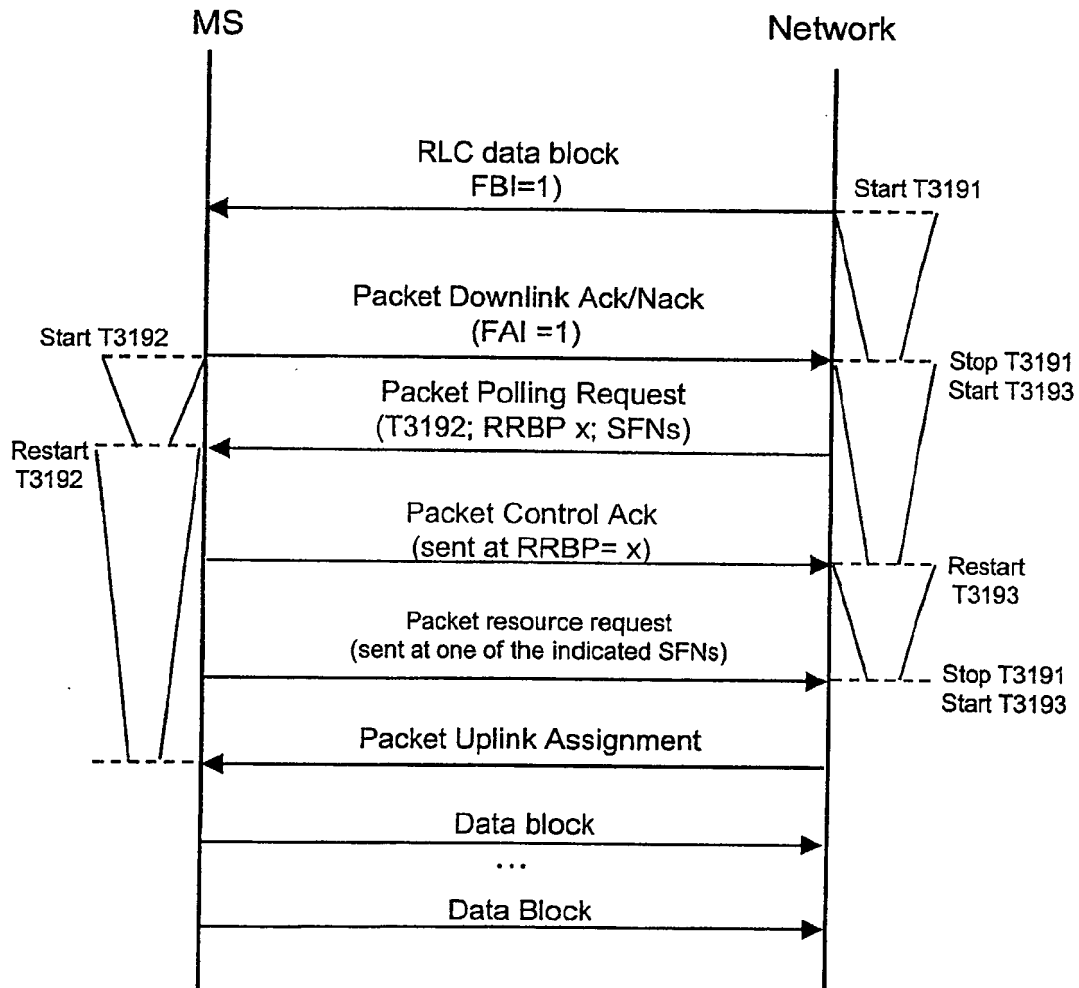 MS
Network
RLC data block
FBI=1)
Start T3191
Packet Downlink Ack/Nack
(FAI =1)
Start T3192
Stop T3191
Start T3193
Packet Polling Request
(T3192; RRBP x; SFNs)
Restart
T3192
Packet Control Ack
(sent at RRBP= x)
Restart
T3193
Packet resource request
(sent at one of the indicated SFNs)
Stop T3191
Start T3193
Packet Uplink Assignment
Data block
...
Data Block